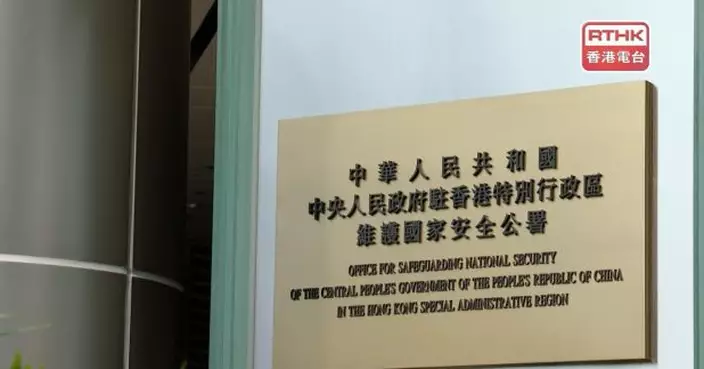 RTHK
香港電台
中華人民共和國
中央人民政府駐香港特別行政區
維護國家安全公署
OFFICE FOR SAFEGUARDING NATIONAL SECURITY
OF THE CENTRAL PEOPLE'S GOVERNMENT OF THE PEOPLE'S REPUBLIC OF CHINA
IN THE HONG KONG SPECIAL ADMINISTRATIVE REGION